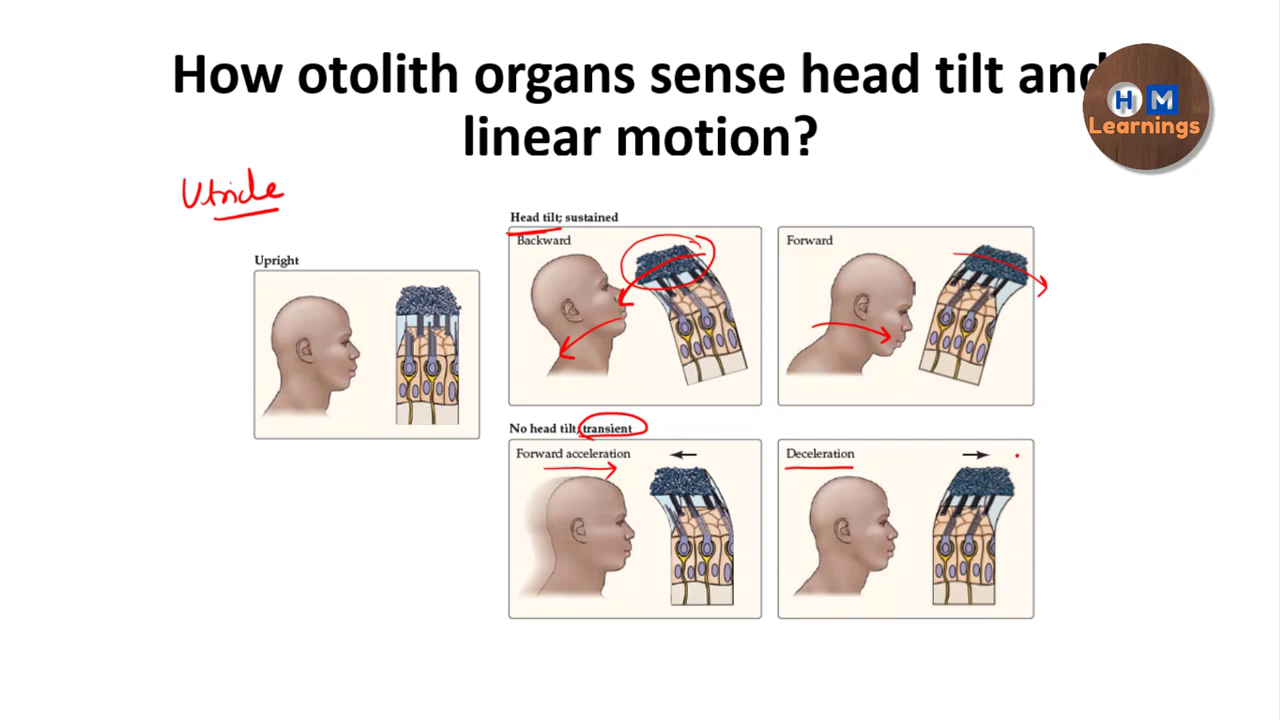 How otolith organs sense head tilt and
linear motion?
H M
Learnings
Utricle
Upright
Head tilt; sustained
Backward
Forward
No head tilt; transient
Forward acceleration
Deceleration